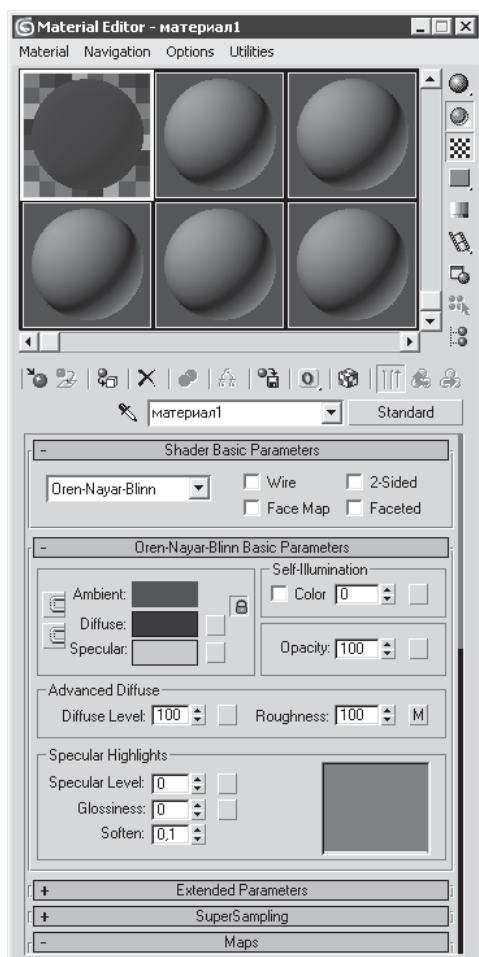 Material Editor - материал1
Material Navigation Options Utilities
материал1 Standard
- Shader Basic Parameters
Oren-Nayar-Blinn Wire 2-Sided
Face Map Faceted
- Oren-Nayar-Blinn Basic Parameters
Self-Illumination
Ambient: Color 0
Diffuse:
Specular: Opacity: 100
Advanced Diffuse
Diffuse Level: 100 Roughness: 100 M
Specular Highlights
Specular Level: 0
Glossiness: 0
Soften: 0,1
+ Extended Parameters
+ SuperSampling
- Maps